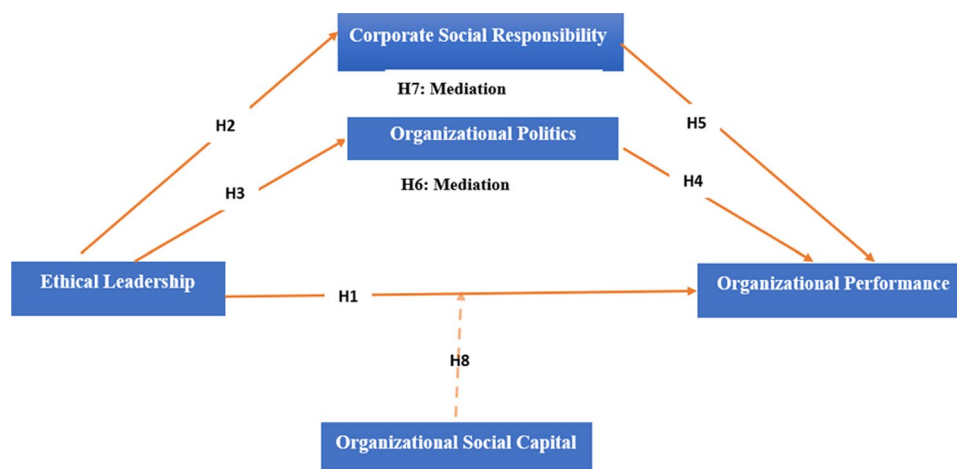 Corporate Social Responsibility
H7: Mediation
H2
H5
Organizational Politics
H6: Mediation
H3
H4
Ethical Leadership
Organizational Performance
H1
H8
Organizational Social Capital